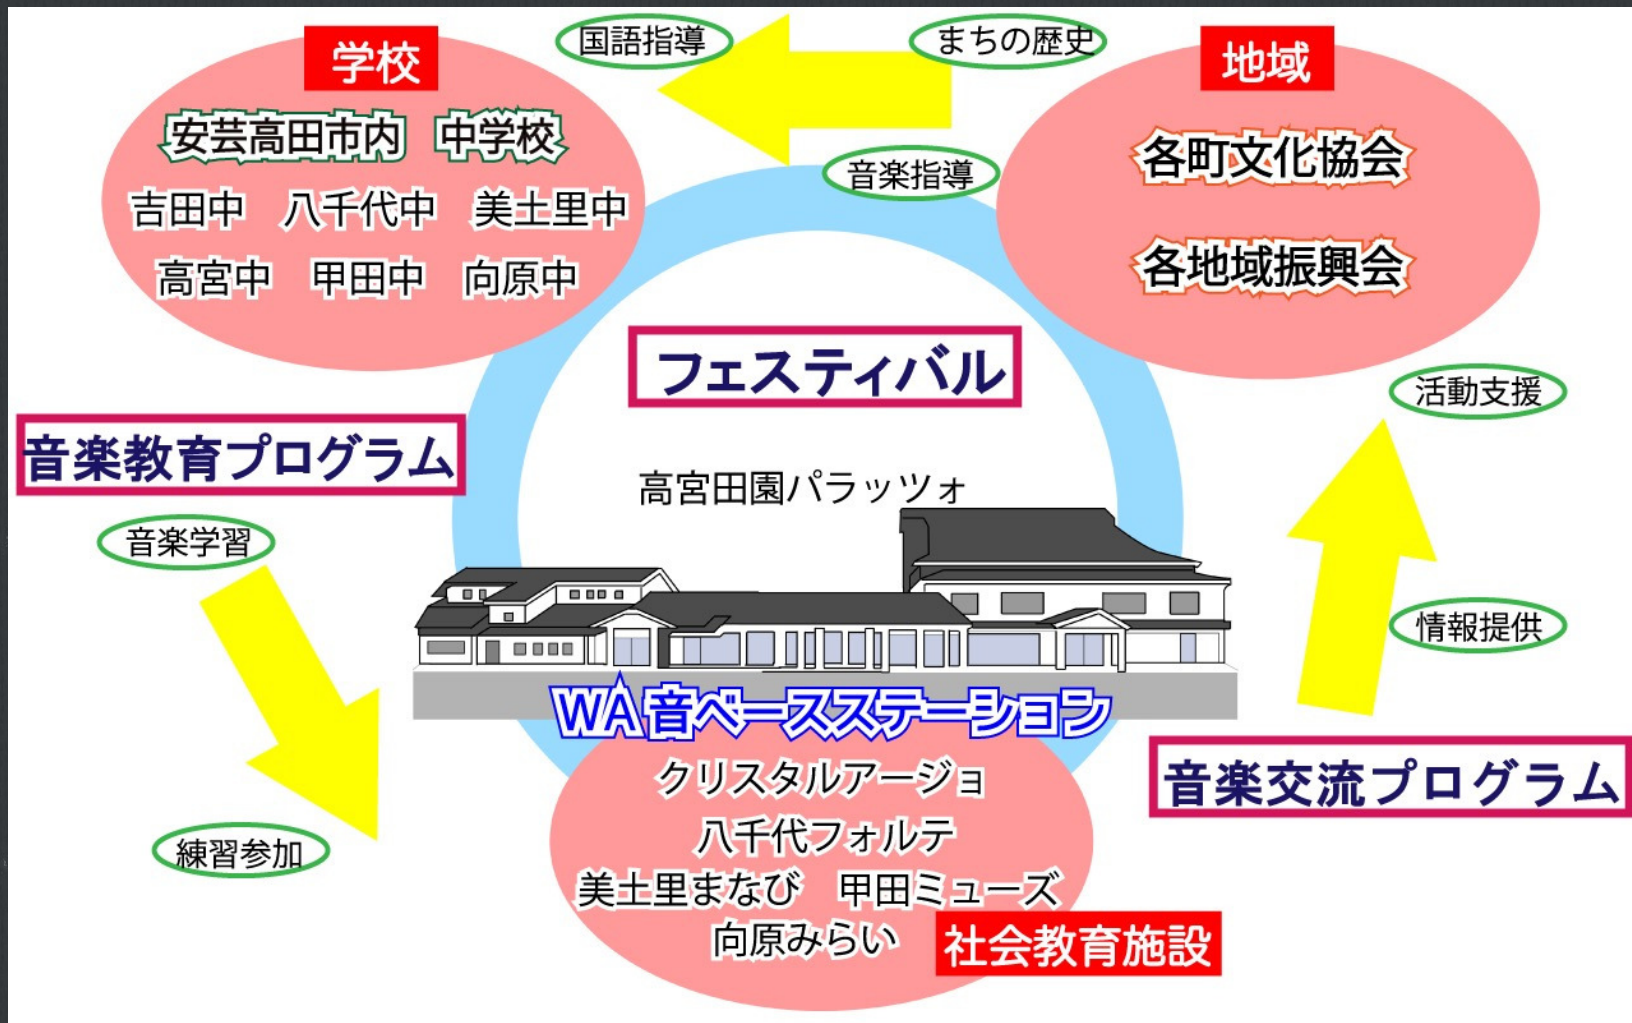 国語指導
まちの歴史
学校
地域
安芸高田市内 中学校
各町文化協会
音楽指導
吉田中 八千代中 美土里中
高宮中 甲田中 向原中
各地域振興会
フェスティバル
活動支援
音楽教育プログラム
高宮田園パラッツォ
音楽学習
情報提供
WA音ベースステーション
音楽交流プログラム
クリスタルアージョ
八千代フォルテ
練習参加
美土里まなび 甲田ミューズ
向原みらい
社会教育施設